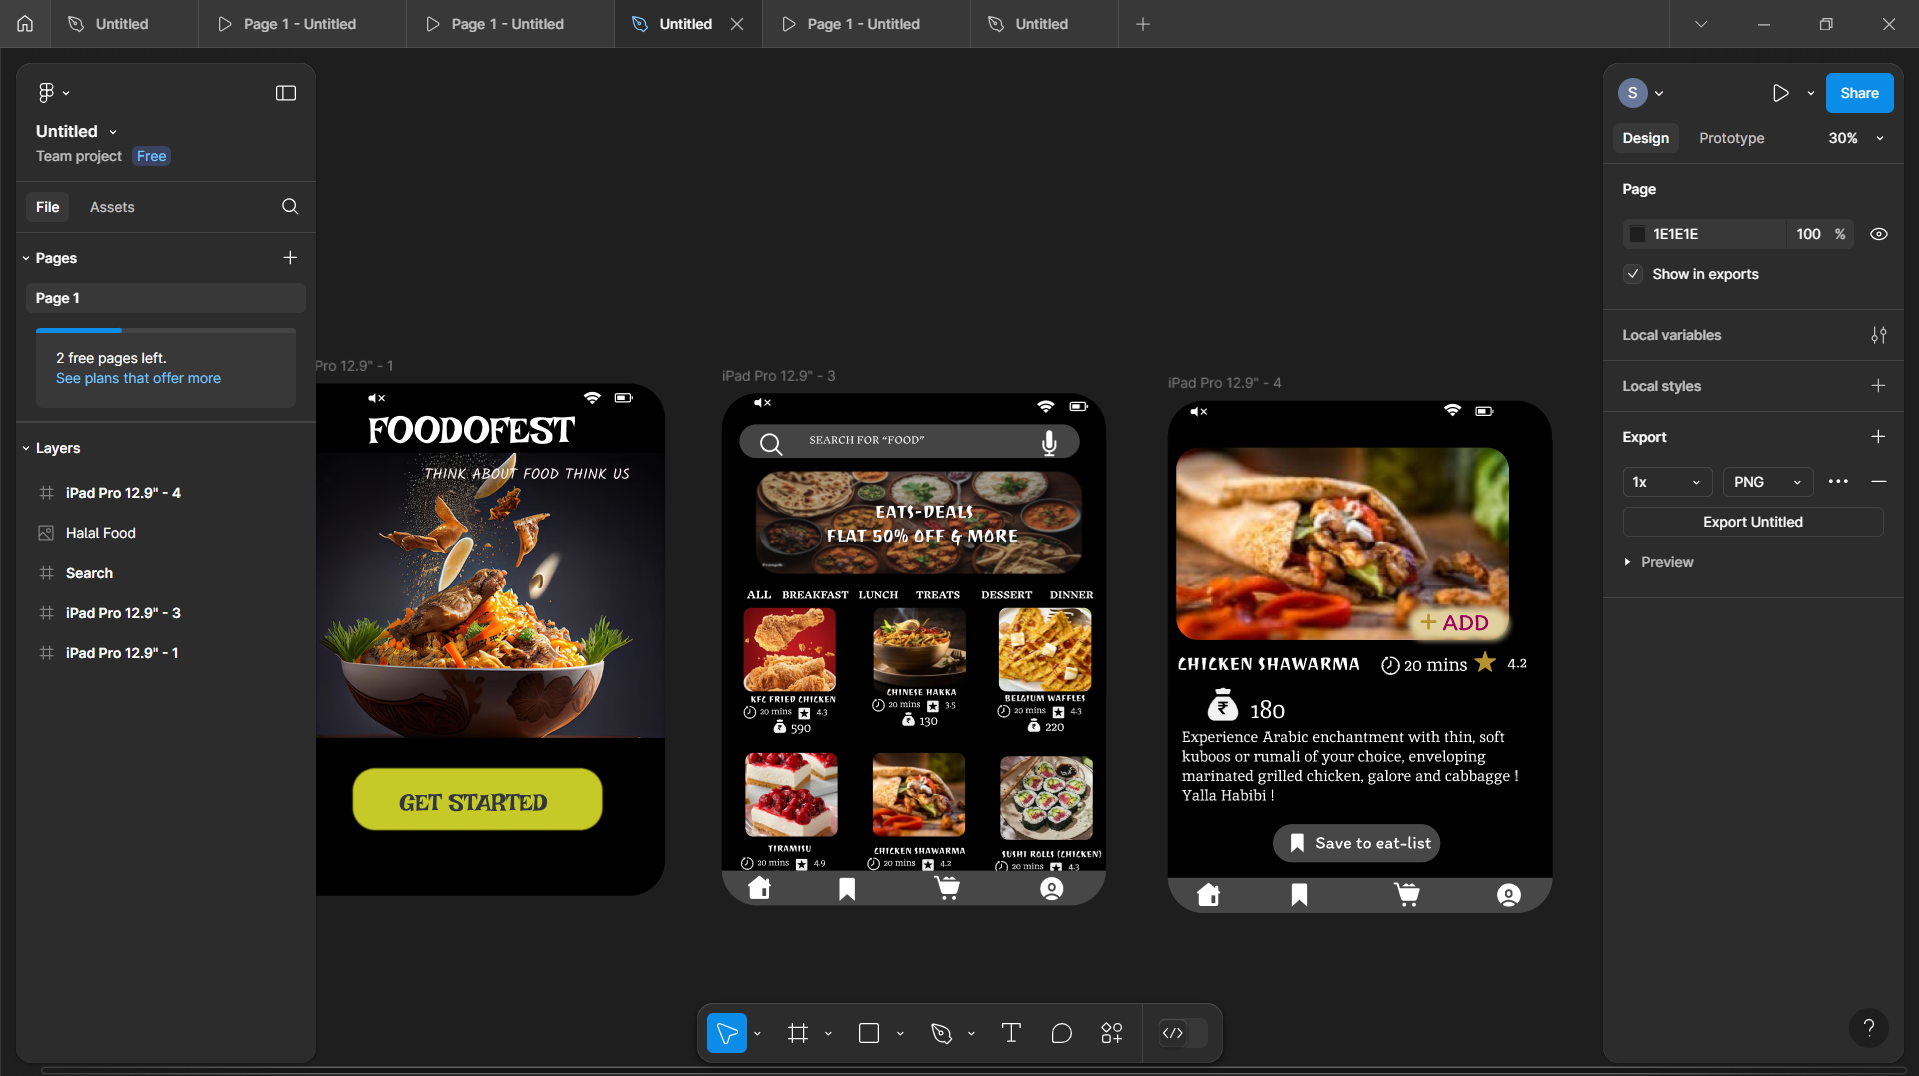 Untitled
Page 1 - Untitled
Page 1 - Untitled
Untitled
Page 1 - Untitled
Untitled
Untitled
Team project Free
File Assets
Pages
Page 1
2 free pages left.
See plans that offer more
Layers
iPad Pro 12.9" - 4
Halal Food
Search
iPad Pro 12.9" - 3
iPad Pro 12.9" - 1
Pro 12.9" - 1
FOODOFEST
THINK ABOUT FOOD THINK US
GET STARTED
iPad Pro 12.9" - 3
SEARCH FOR “FOOD”
EATS-DEALS
FLAT 50% OFF & MORE
ALL BREAKFAST LUNCH TREATS DESSERT DINNER
KFC FRIED CHICKEN
20 mins 4.3
590
CHINESE HAKKA
20 mins 3.5
130
BELGIUM WAFFLES
20 mins 4.3
220
TIRAMISU
20 mins 4.9
CHICKEN SHAWARMA
20 mins 4.2
SUSHI ROLLS (CHICKEN)
20 mins 4.3
iPad Pro 12.9" - 4
+ ADD
CHICKEN SHAWARMA 20 mins 4.2
₹ 180
Experience Arabic enchantment with thin, soft
kuboos or rumali of your choice, enveloping
marinated grilled chicken, galore and cabbagge !
Yalla Habibi !
Save to eat-list
S
Share
Design Prototype 30%
Page
1E1E1E 100 %
Show in exports
Local variables
Local styles
Export
1x PNG
Export Untitled
Preview
?